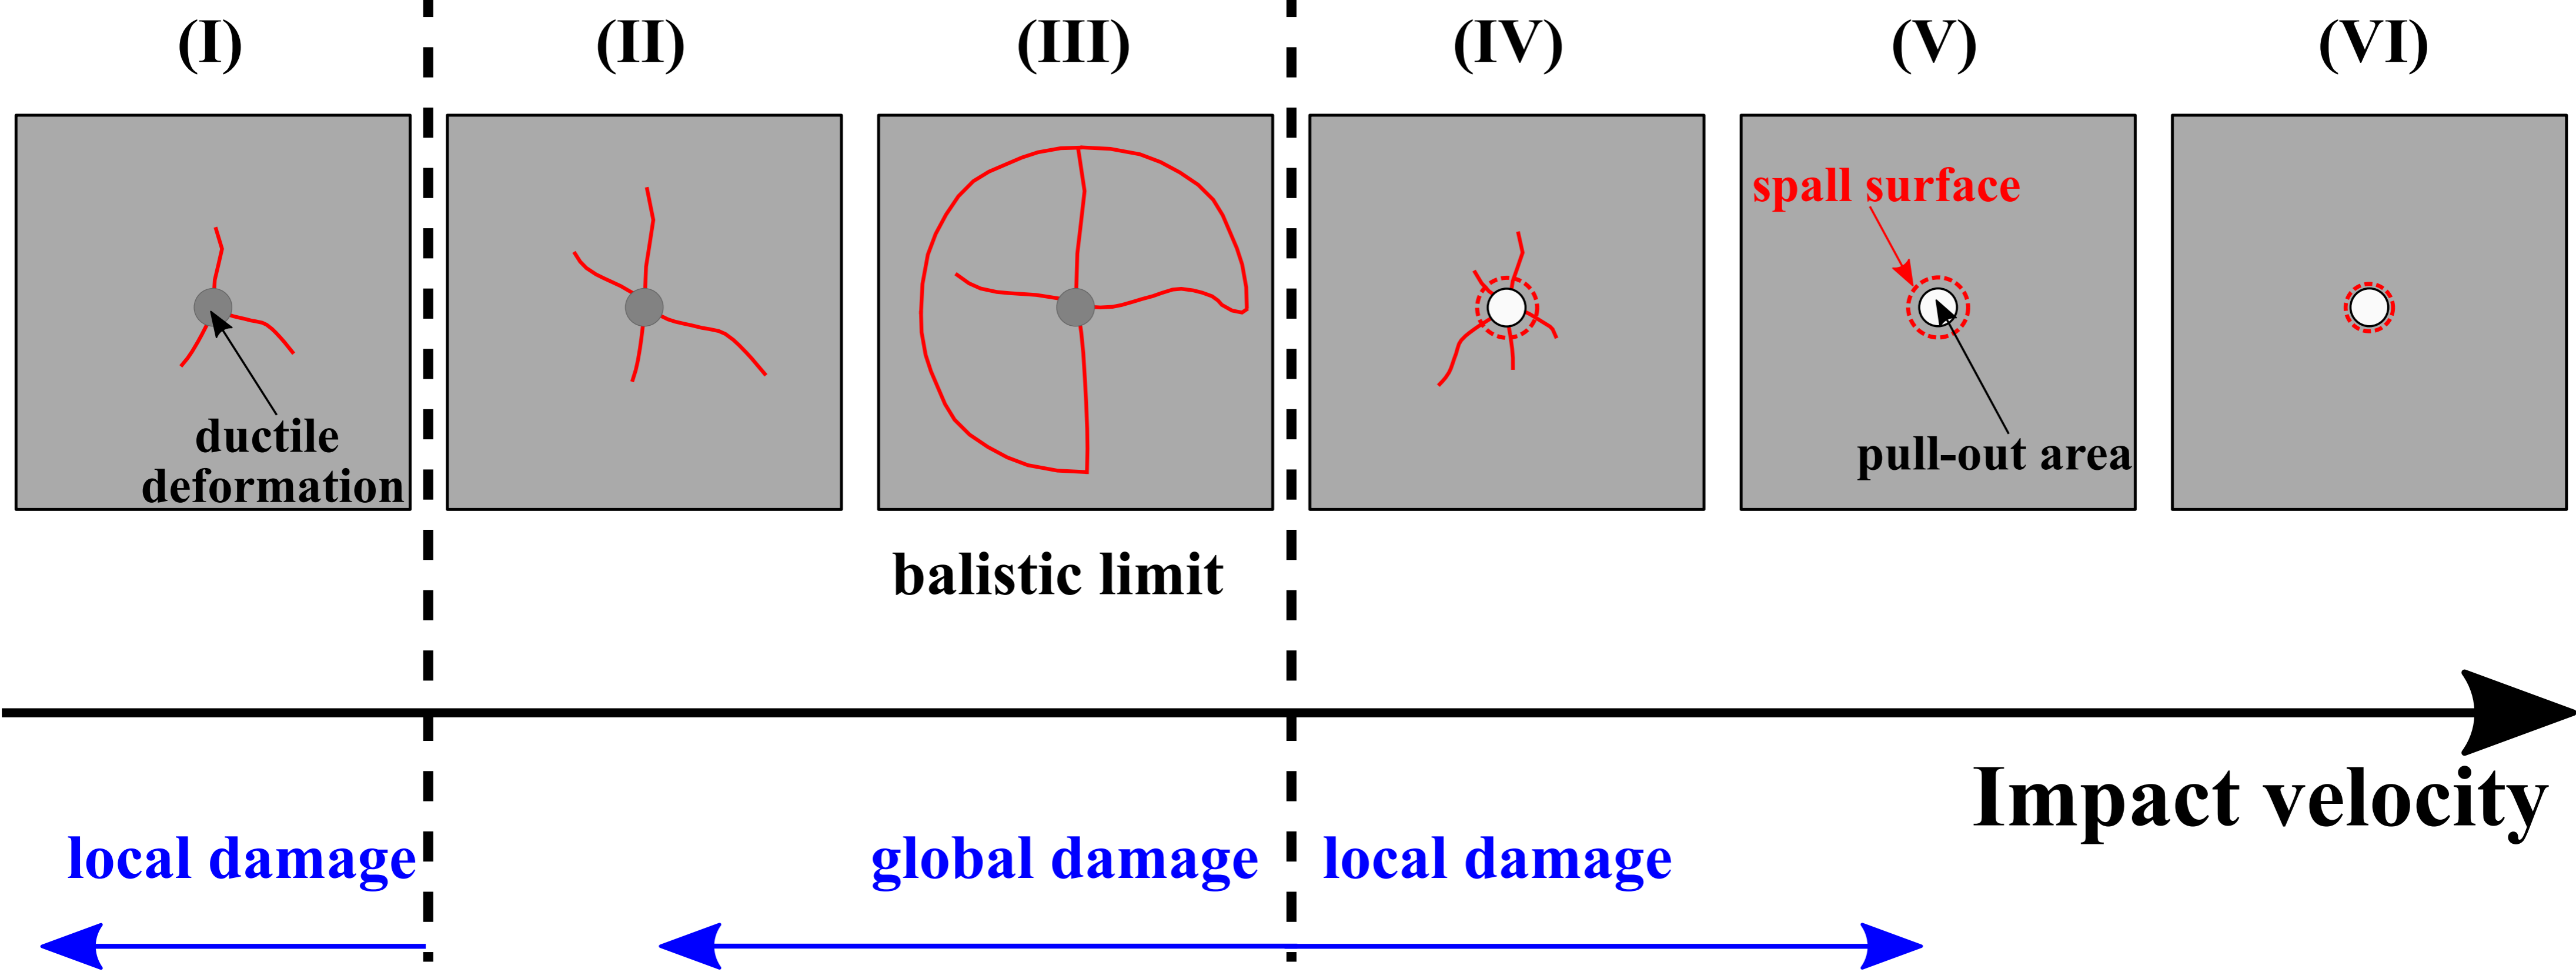 (I)
(II)
(III)
(IV)
(V)
(VI)
ductile
deformation
spall surface
pull-out area
balistic limit
Impact velocity
local damage
global damage
local damage